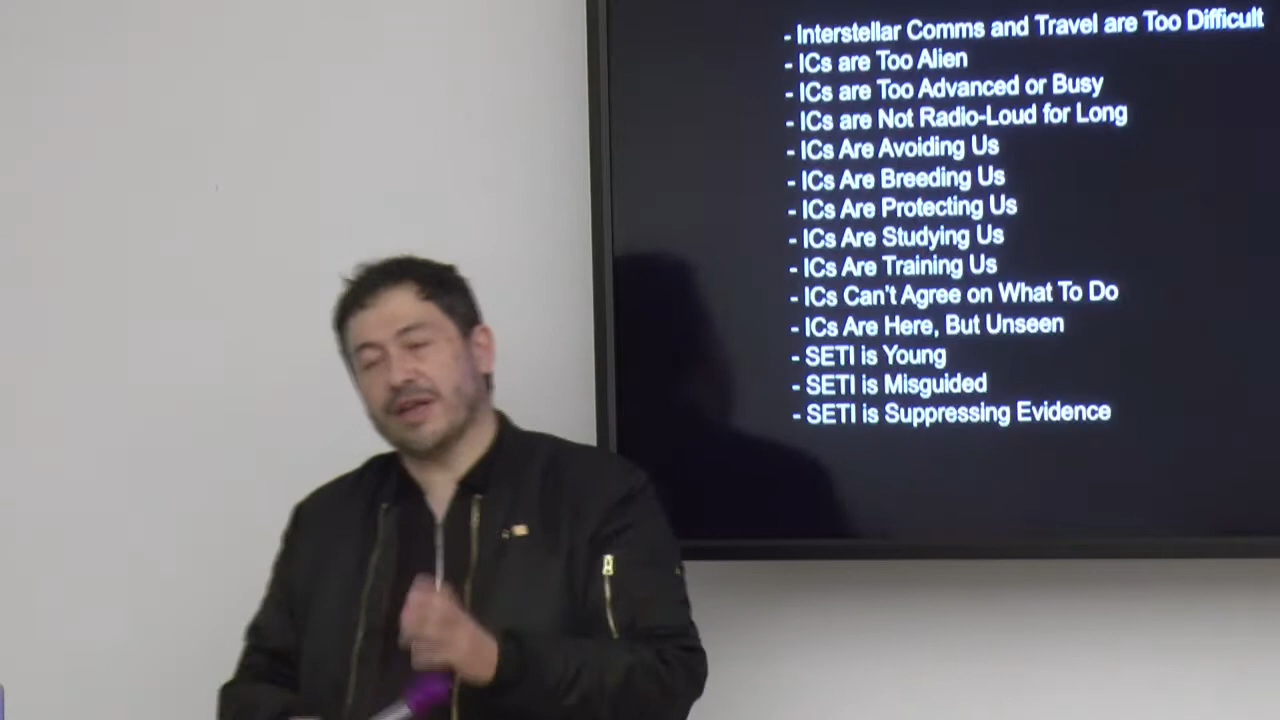 - Interstellar Comms and Travel are Too Difficult
- ICs are Too Alien
- ICs are Too Advanced or Busy
- ICs are Not Radio-Loud for Long
- ICs Are Avoiding Us
- ICs Are Breeding Us
- ICs Are Protecting Us
- ICs Are Studying Us
- ICs Are Training Us
- ICs Can't Agree on What To Do
- ICs Are Here, But Unseen
- SETI is Young
- SETI is Misguided
- SETI is Suppressing Evidence